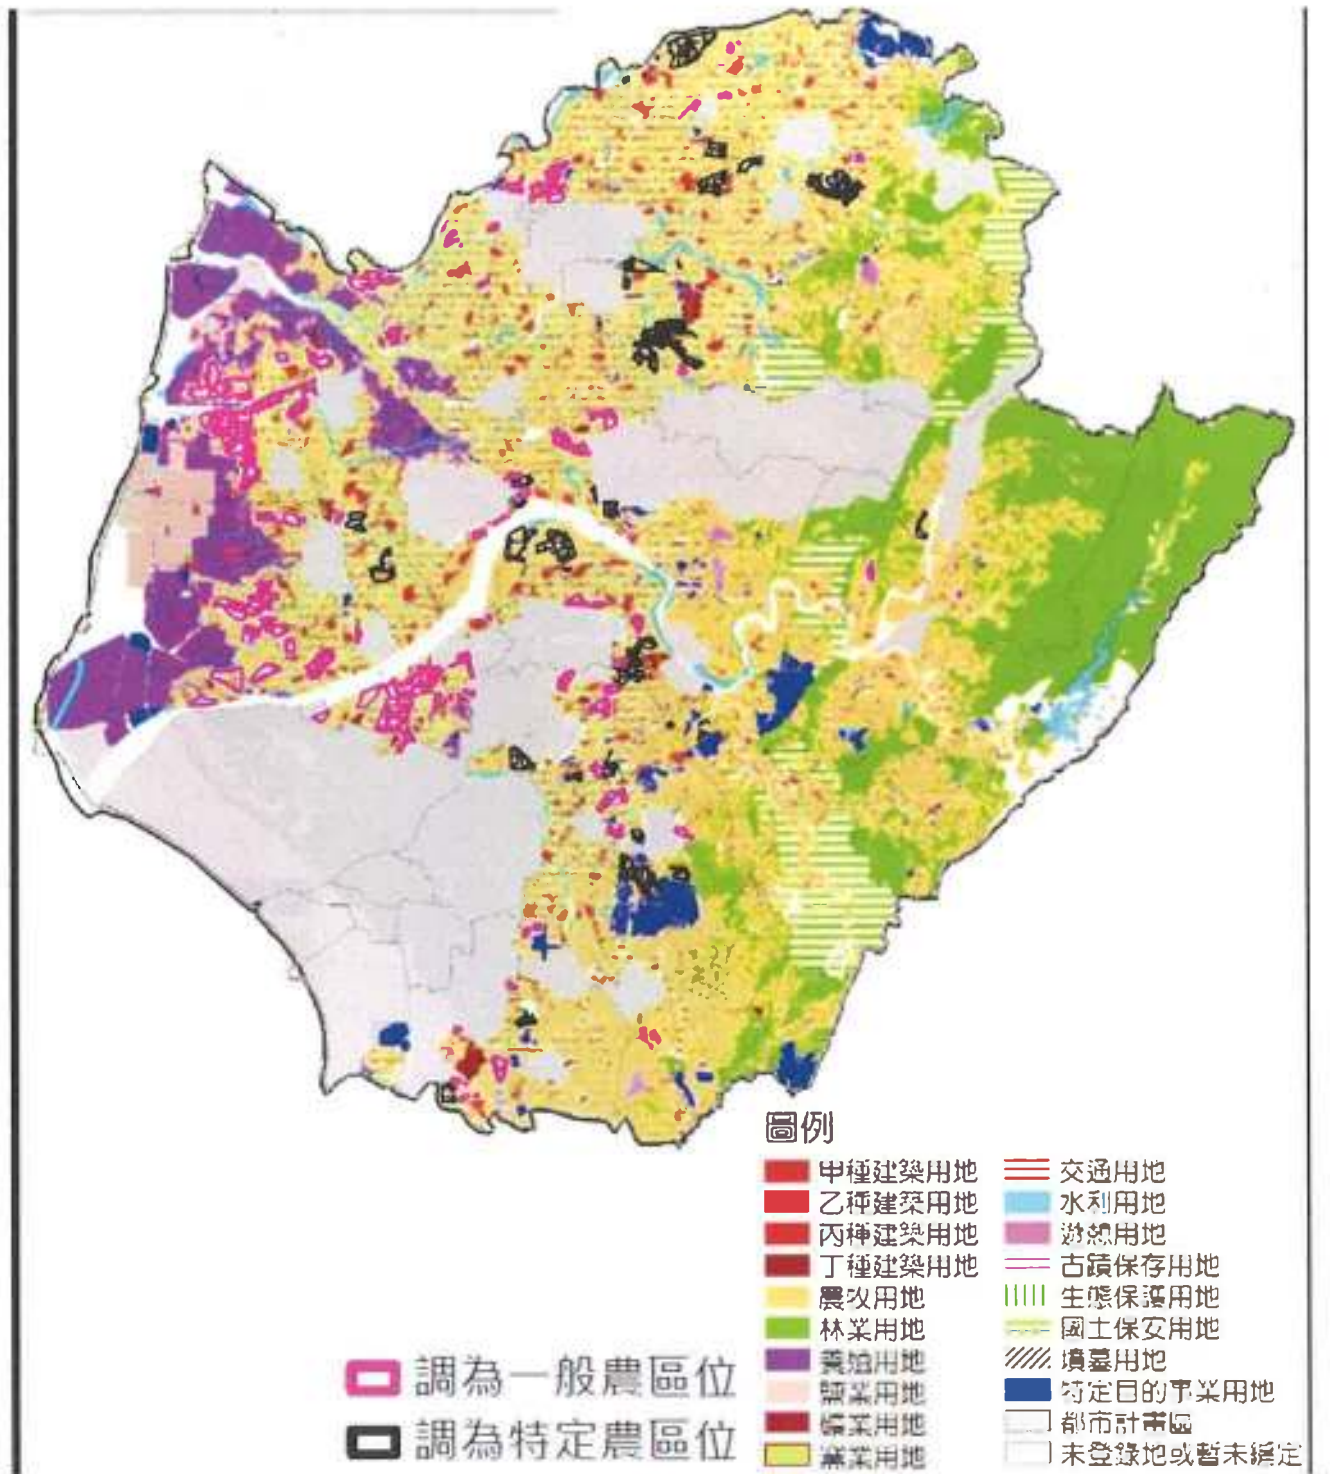 圖例
甲種建築用地
乙種建築用地
丙種建築用地
丁種建築用地
農牧用地
林業用地
養殖用地
鹽業用地
礦業用地
窯業用地
交通用地
水利用地
遊憩用地
古蹟保存用地
生態保護用地
國土保安用地
墳墓用地
特定目的事業用地
都市計畫區
未登錄地或暫未編定
調為一般農區位
調為特定農區位